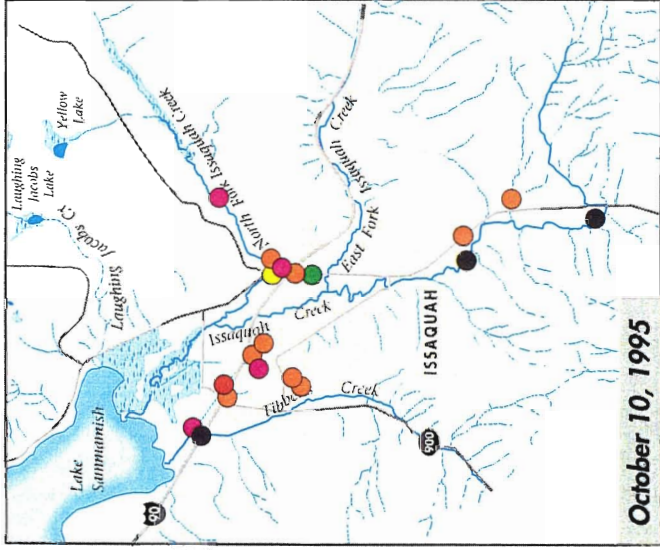 Laughing
Jacobs
Lake
Yellow
Lake
Laughing
Jacobs Cr
North Fork Issaquah Creek
Lake
Sammamish
East Fork
Issaquah
Creek
Issaquah
Creek
Creek
90
900
ISSAQUAH
October 10, 1995